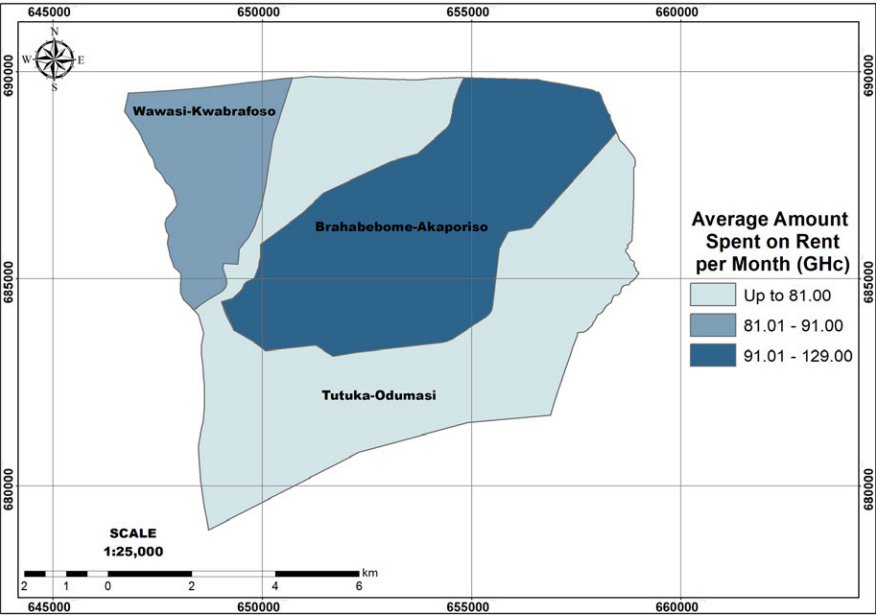 645000 650000 655000 660000
N
W E
S
690000 690000
Wawasi-Kwabrafoso
Brahabebome-Akaporiso
Average Amount
Spent on Rent
per Month (GHc)
685000 685000
Up to 81.00
81.01 - 91.00
91.01 - 129.00
Tutuka-Odumasi
680000 680000
SCALE
1:25,000
km
2 1 0 2 4 6
645000 650000 655000 660000